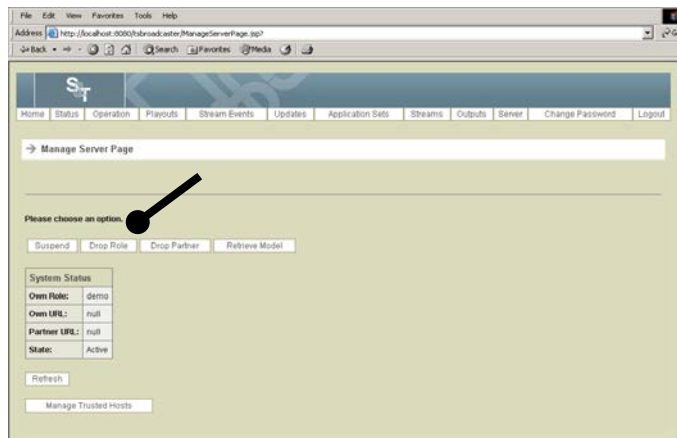 File Edit View Favorites Tools Help
Address http://localhost:8080/tsbroadcaster/ManageServerPage.jsp?
Back Search Favorites Media
ST
Home Status Operation Playouts Stream Events Updates Application Sets Streams Outputs Server Change Password Logout
Manage Server Page
Please choose an option.
Suspend Drop Role Drop Partner Retrieve Model
System Status
Own Role: demo
Own URL: null
Partner URL: null
State: Active
Refresh
Manage Trusted Hosts